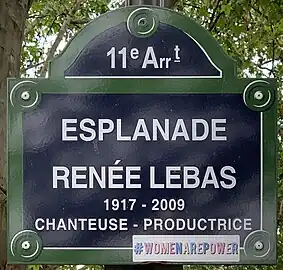 11e Arrt
ESPLANADE
RENÉE LEBAS
1917 - 2009
CHANTEUSE - PRODUCTRICE
#WOMENAREPOWER